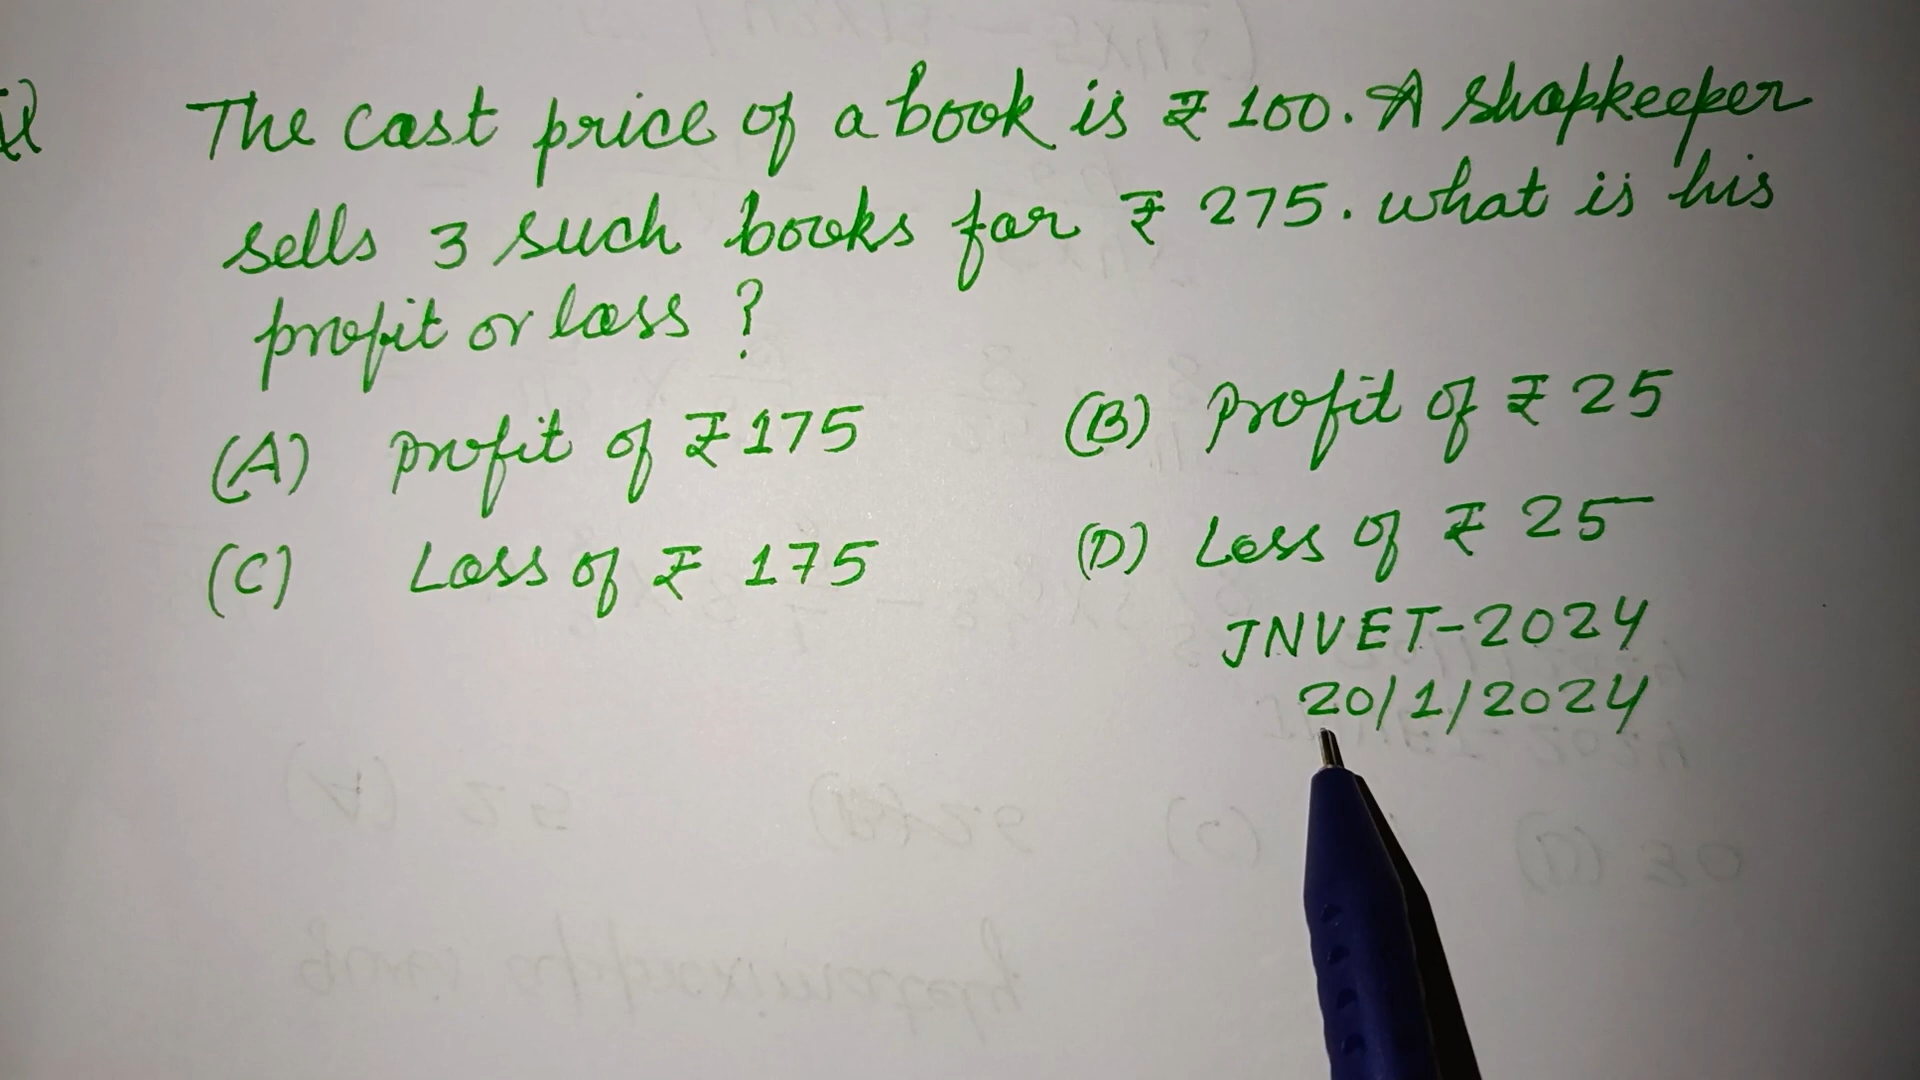 The cost price of a book is ₹ 100. A shopkeeper
sells 3 such books for ₹ 275. what is his
profit or loss ?
(A) profit of ₹ 175 (B) Profit of ₹ 25
(C) Loss of ₹ 175 (D) Loss of ₹ 25
JNVET-2024
20/1/2024